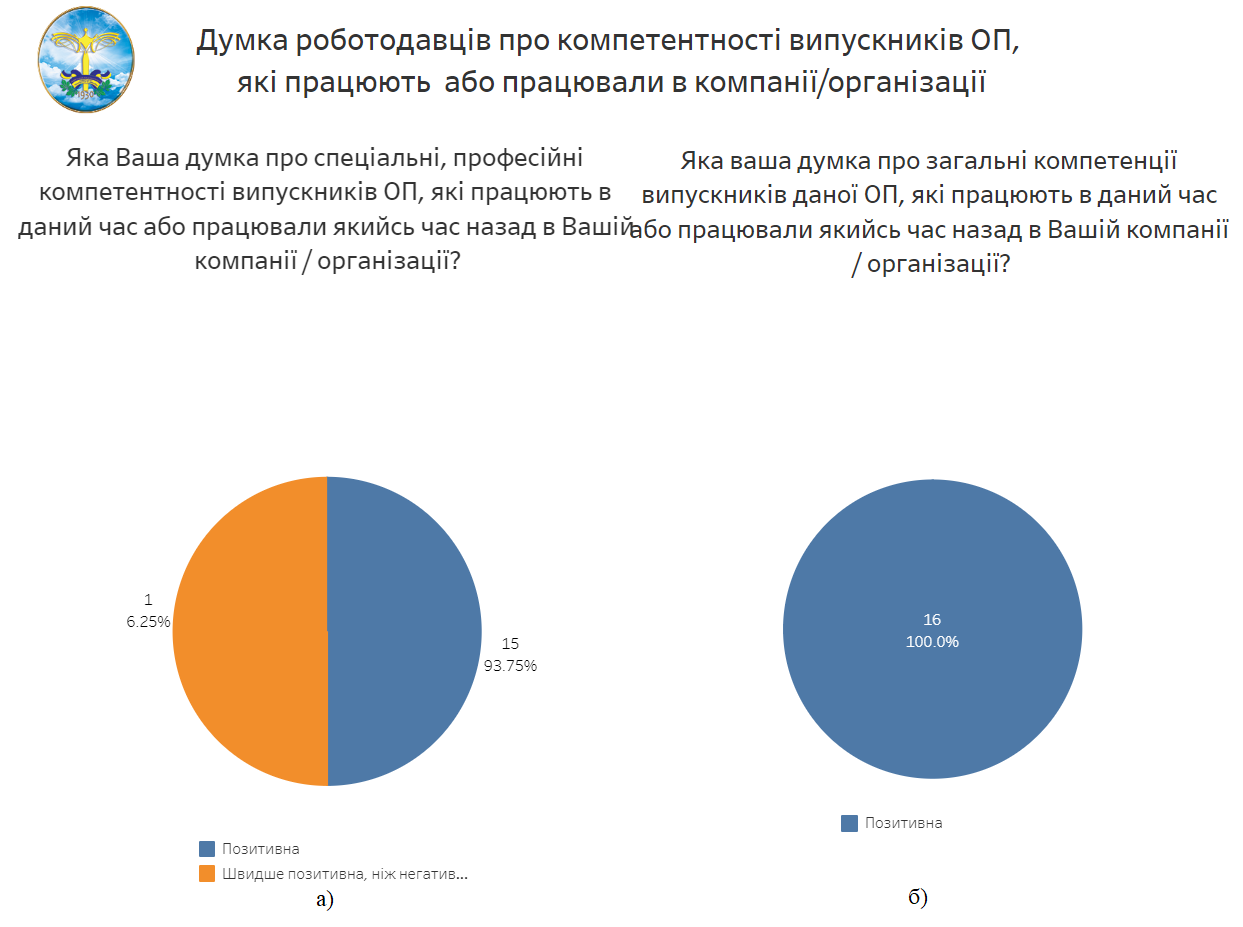 Думка роботодавців про компетентності випускників ОП,
які працюють або працювали в компанії/організації
Яка Ваша думка про спеціальні, професійні
компетентності випускників ОП, які працюють в
даний час або працювали якийсь час назад в Вашій
компанії / організації?
Яка ваша думка про загальні компетенції
випускників даної ОП, які працюють в даний час
або працювали якийсь час назад в Вашій компанії
/ організації?
1
6.25%
15
93.75%
Позитивна
Швидше позитивна, ніж негатив...
а)
16
100.0%
Позитивна
б)